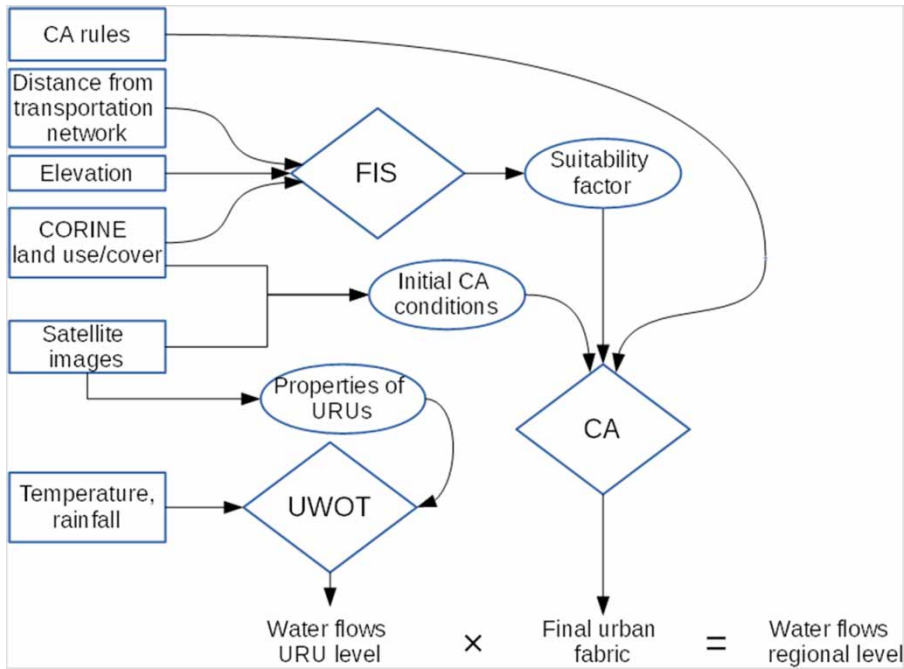 CA rules
Distance from
transportation
network
Elevation
CORINE
land use/cover
FIS
Suitability
factor
Initial CA
conditions
Satellite
images
Properties of
URUs
CA
Temperature,
rainfall
UWOT
Water flows
URU level
×
Final urban
fabric
=
Water flows
regional level